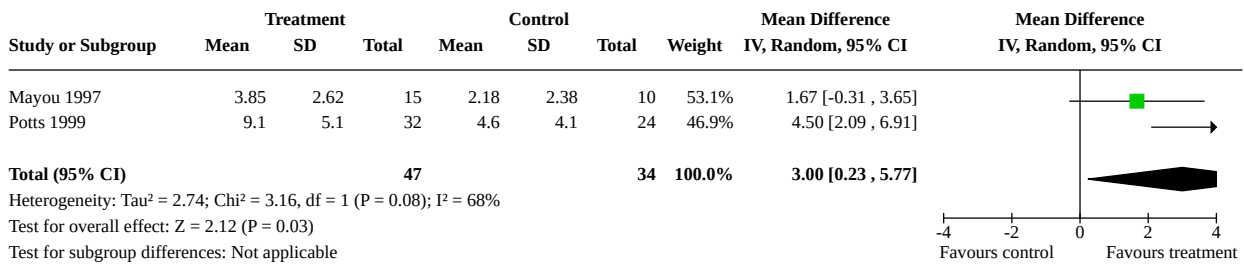 Treatment Control Mean Difference Mean Difference
Study or Subgroup Mean SD Total Mean SD Total Weight IV, Random, 95% CI IV, Random, 95% CI
Mayou 1997 3.85 2.62 15 2.18 2.38 10 53.1% 1.67 [-0.31 , 3.65]
Potts 1999 9.1 5.1 32 4.6 4.1 24 46.9% 4.50 [2.09 , 6.91]
Total (95% CI) 47 34 100.0% 3.00 [0.23 , 5.77]
Heterogeneity: Tau² = 2.74; Chi² = 3.16, df = 1 (P = 0.08); I² = 68%
Test for overall effect: Z = 2.12 (P = 0.03)
Test for subgroup differences: Not applicable
-4 -2 0 2 4
Favours control Favours treatment